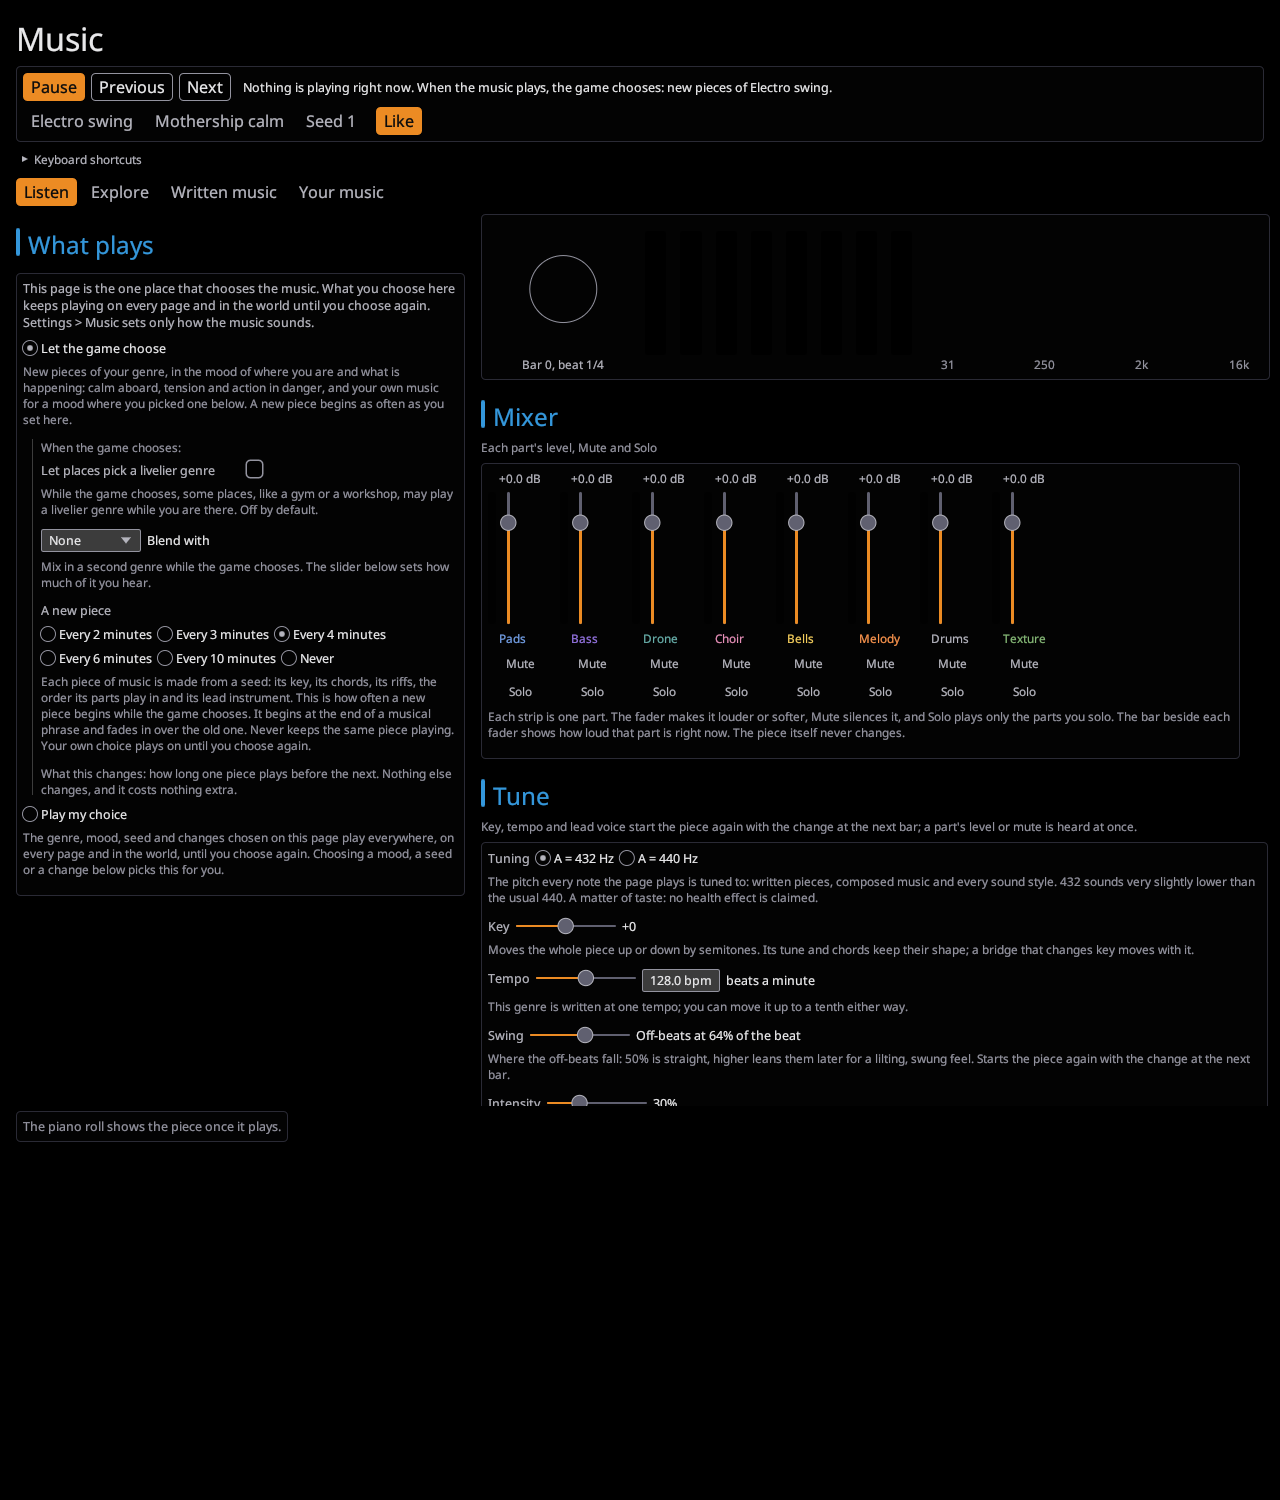 Music
Pause Previous Next Nothing is playing right now. When the music plays, the game chooses: new pieces of Electro swing.
Electro swing Mothership calm Seed 1 Like
Keyboard shortcuts
Listen Explore Written music Your music
What plays
This page is the one place that chooses the music. What you choose here
keeps playing on every page and in the world until you choose again.
Settings > Music sets only how the music sounds.
Let the game choose
New pieces of your genre, in the mood of where you are and what is
happening: calm aboard, tension and action in danger, and your own music
for a mood where you picked one below. A new piece begins as often as you
set here.
When the game chooses:
Let places pick a livelier genre
While the game chooses, some places, like a gym or a workshop, may play
a livelier genre while you are there. Off by default.
None Blend with
Mix in a second genre while the game chooses. The slider below sets how
much of it you hear.
A new piece
Every 2 minutes Every 3 minutes Every 4 minutes
Every 6 minutes Every 10 minutes Never
Each piece of music is made from a seed: its key, its chords, its riffs, the
order its parts play in and its lead instrument. This is how often a new
piece begins while the game chooses. It begins at the end of a musical
phrase and fades in over the old one. Never keeps the same piece playing.
Your own choice plays on until you choose again.
What this changes: how long one piece plays before the next. Nothing else
changes, and it costs nothing extra.
Play my choice
The genre, mood, seed and changes chosen on this page play everywhere, on
every page and in the world, until you choose again. Choosing a mood, a seed
or a change below picks this for you.
Bar 0, beat 1/4 31 250 2k 16k
Mixer
Each part's level, Mute and Solo
+0.0 dB +0.0 dB +0.0 dB +0.0 dB +0.0 dB +0.0 dB +0.0 dB +0.0 dB
Pads Bass Drone Choir Bells Melody Drums Texture
Mute Mute Mute Mute Mute Mute Mute Mute
Solo Solo Solo Solo Solo Solo Solo Solo
Each strip is one part. The fader makes it louder or softer, Mute silences it, and Solo plays only the parts you solo. The bar beside each
fader shows how loud that part is right now. The piece itself never changes.
Tune
Key, tempo and lead voice start the piece again with the change at the next bar; a part's level or mute is heard at once.
Tuning A = 432 Hz A = 440 Hz
The pitch every note the page plays is tuned to: written pieces, composed music and every sound style. 432 sounds very slightly lower than
the usual 440. A matter of taste: no health effect is claimed.
Key +0
Moves the whole piece up or down by semitones. Its tune and chords keep their shape; a bridge that changes key moves with it.
Tempo 128.0 bpm beats a minute
This genre is written at one tempo; you can move it up to a tenth either way.
Swing Off-beats at 64% of the beat
Where the off-beats fall: 50% is straight, higher leans them later for a lilting, swung feel. Starts the piece again with the change at the next
bar.
Intensity 30%
The piano roll shows the piece once it plays.